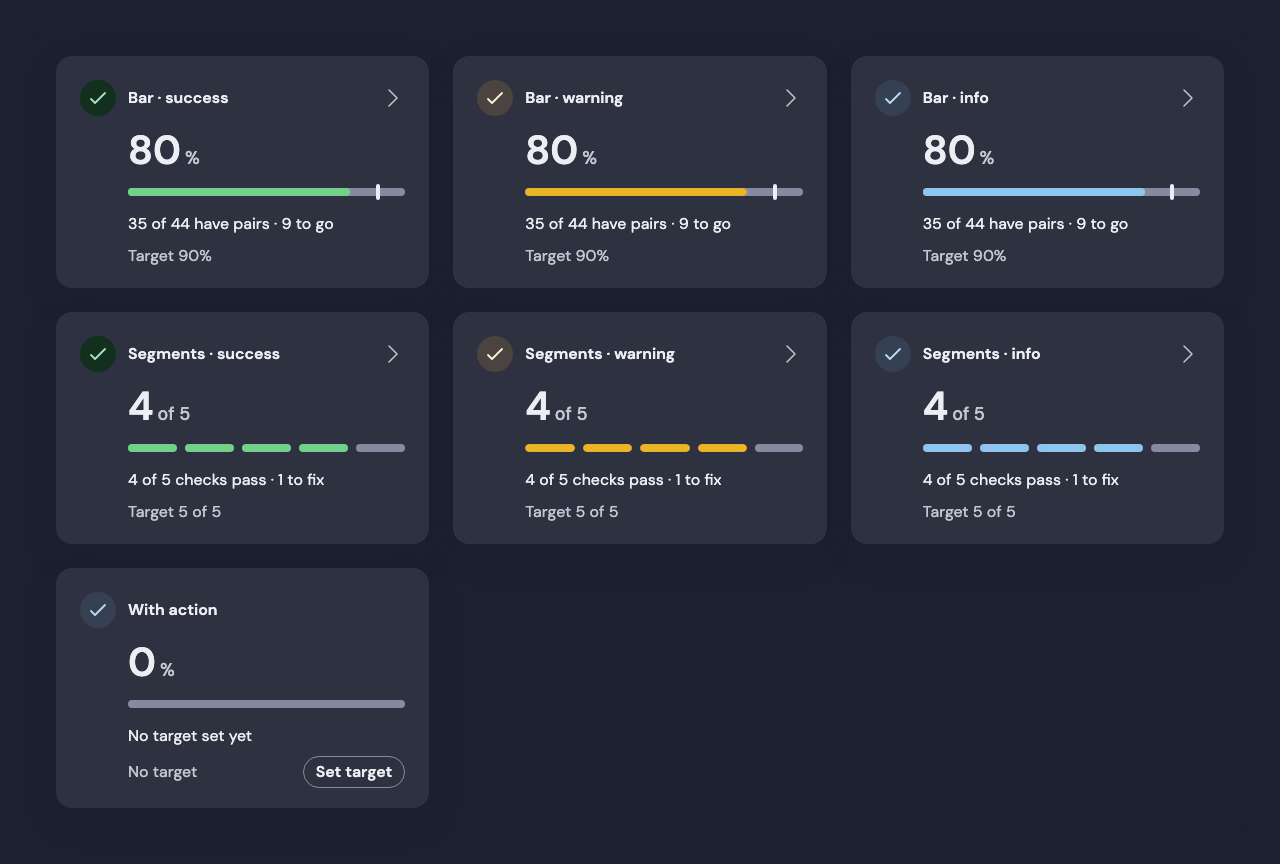 Bar · success
80 %
35 of 44 have pairs · 9 to go
Target 90%
Bar · warning
80 %
35 of 44 have pairs · 9 to go
Target 90%
Bar · info
80 %
35 of 44 have pairs · 9 to go
Target 90%
Segments · success
4 of 5
4 of 5 checks pass · 1 to fix
Target 5 of 5
Segments · warning
4 of 5
4 of 5 checks pass · 1 to fix
Target 5 of 5
Segments · info
4 of 5
4 of 5 checks pass · 1 to fix
Target 5 of 5
With action
0 %
No target set yet
No target
Set target